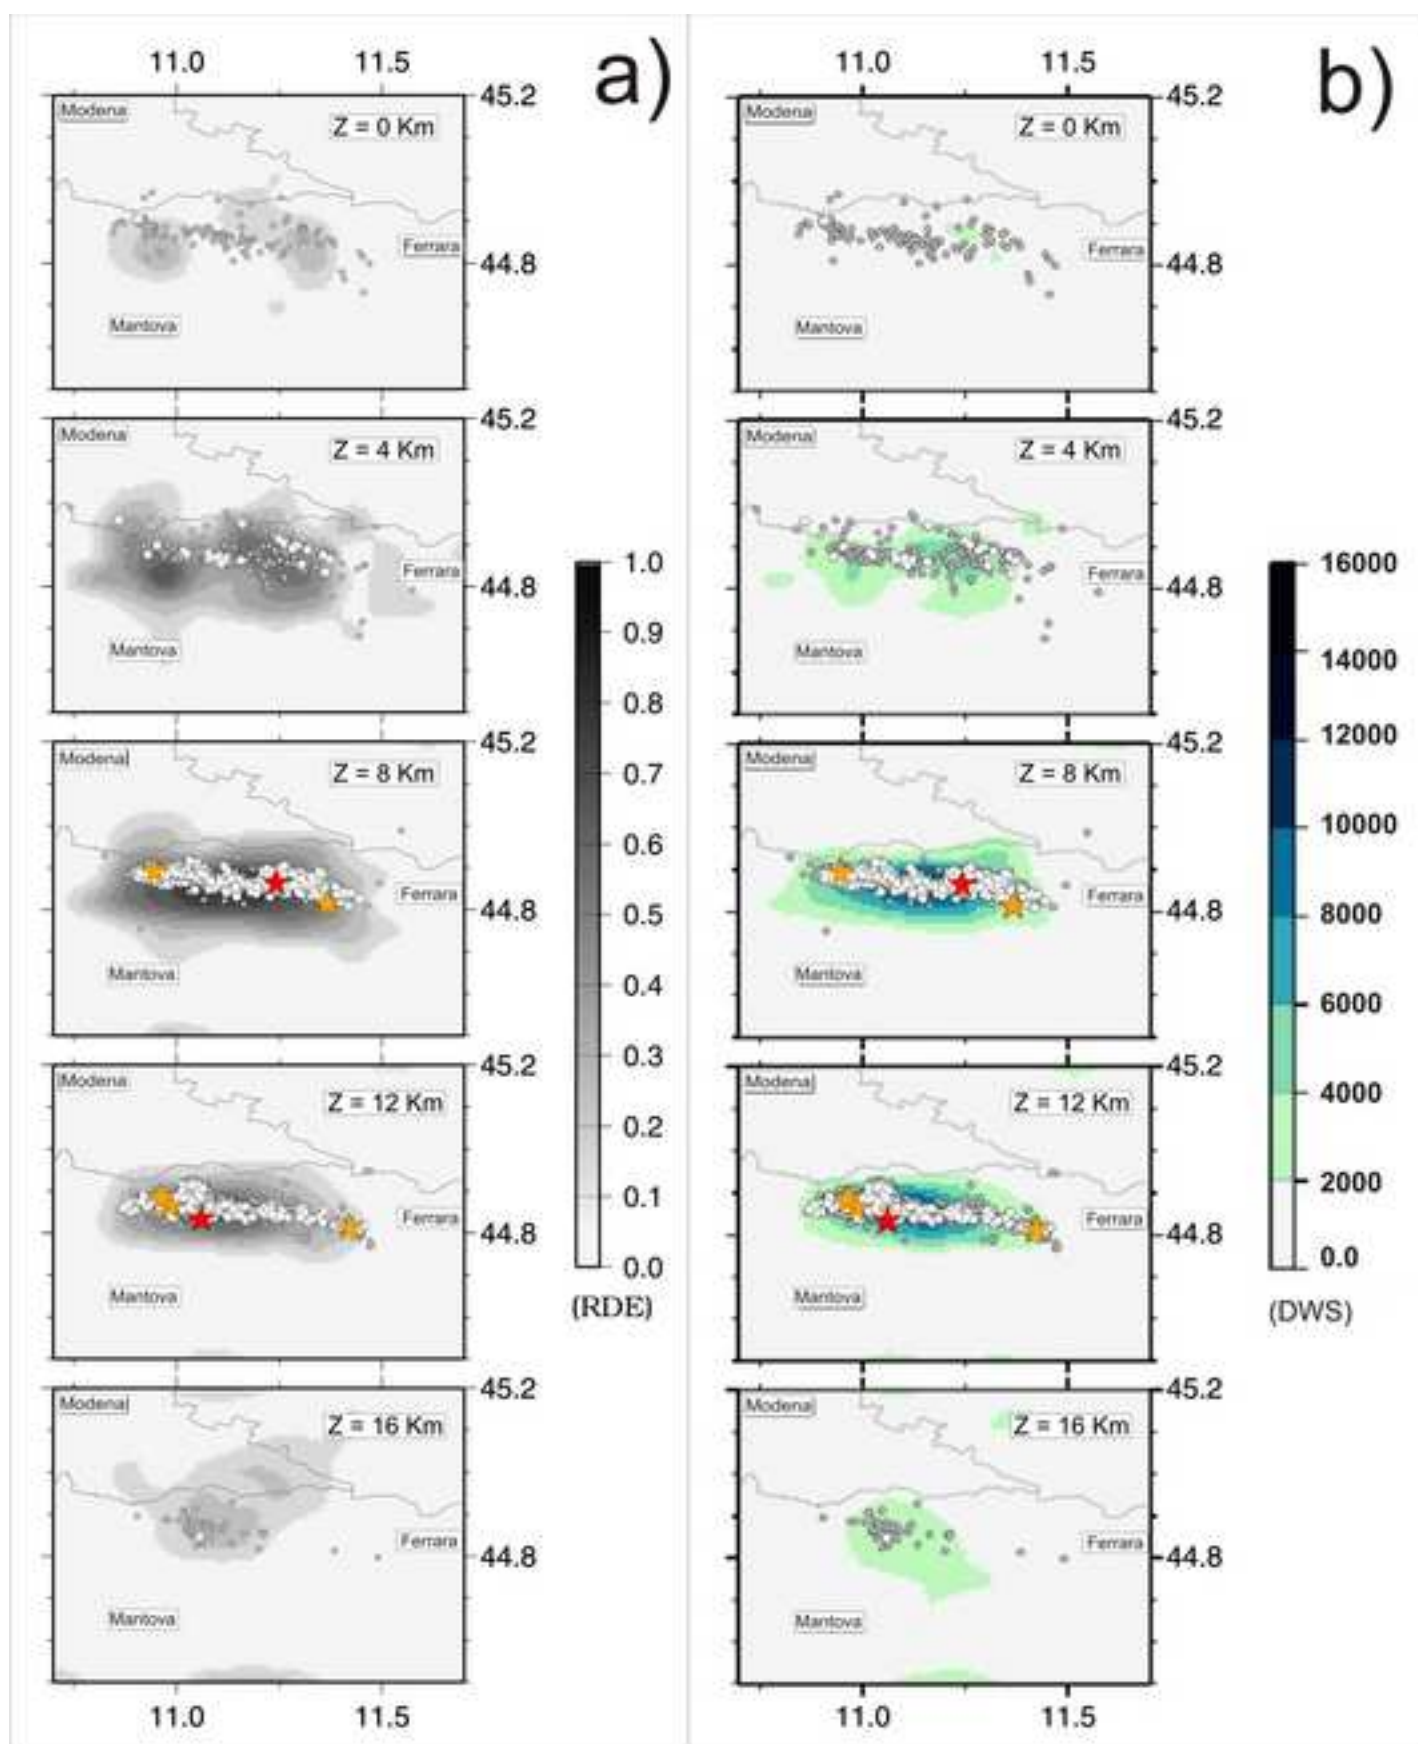 a)
11.0 11.5
45.2
Modena
Z = 0 Km
Ferrara
44.8
Mantova
45.2
Modena
Z = 4 Km
Ferrara
44.8
Mantova
45.2
Modena
Z = 8 Km
Ferrara
44.8
Mantova
45.2
Modena
Z = 12 Km
Ferrara
44.8
Mantova
45.2
Modena
Z = 16 Km
Ferrara
44.8
Mantova
11.0 11.5
1.0
0.9
0.8
0.7
0.6
0.5
0.4
0.3
0.2
0.1
0.0
(RDE)
b)
11.0 11.5
45.2
Modena
Z = 0 Km
Ferrara
44.8
Mantova
45.2
Modena
Z = 4 Km
Ferrara
44.8
Mantova
45.2
Modena
Z = 8 Km
Ferrara
44.8
Mantova
45.2
Modena
Z = 12 Km
Ferrara
44.8
Mantova
45.2
Modena
Z = 16 Km
Ferrara
44.8
Mantova
11.0 11.5
16000
14000
12000
10000
8000
6000
4000
2000
0.0
(DWS)